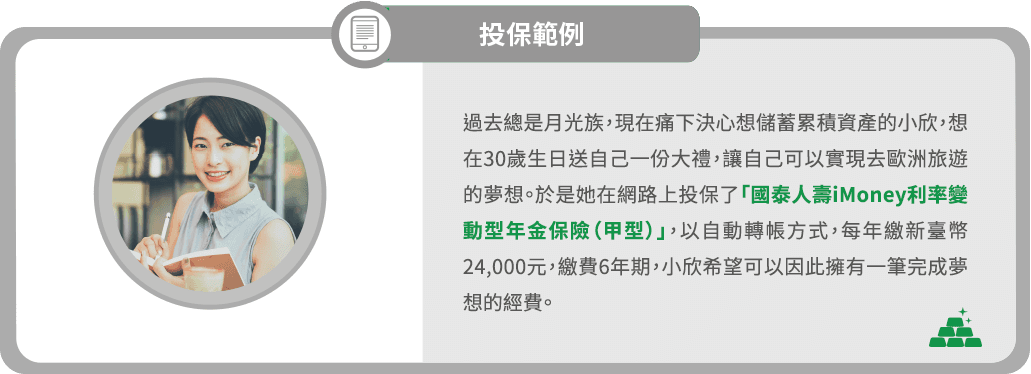 投保範例
過去總是月光族，現在痛下決心想儲蓄累積資產的小欣，想
在30歲生日送自己一份大禮，讓自己可以實現去歐洲旅遊
的夢想。於是她在網路上投保了「國泰人壽iMoney利率變
動型年金保險（甲型）」，以自動轉帳方式，每年繳新臺幣
24,000元，繳費6年期，小欣希望可以因此擁有一筆完成夢
想的經費。